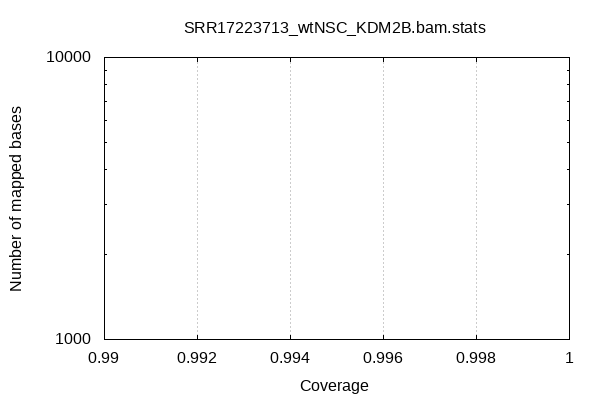 SRR17223713_wtNSC_KDM2B.bam.stats
10000
Number of mapped bases
1000
0.99 0.992 0.994 0.996 0.998 1
Coverage